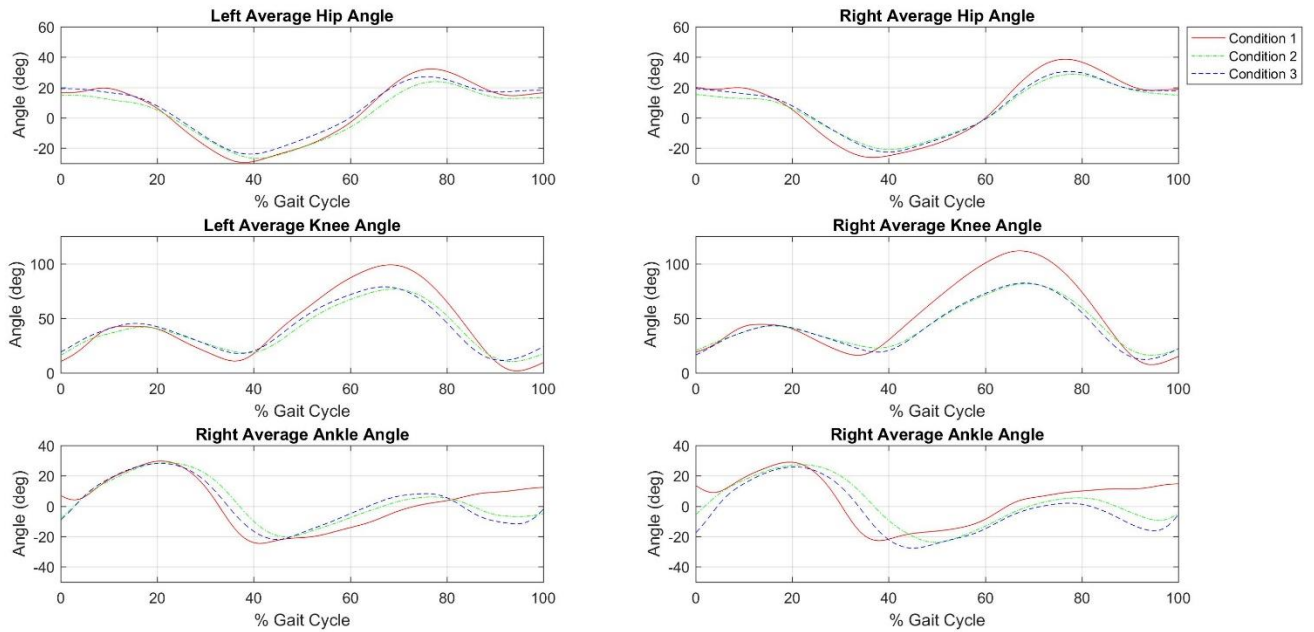 Left Average Hip Angle
60
40
20
0
-20
Angle (deg)
0 20 40 60 80 100
% Gait Cycle
Right Average Hip Angle
60
40
20
0
-20
Angle (deg)
0 20 40 60 80 100
% Gait Cycle
Condition 1
Condition 2
Condition 3
Left Average Knee Angle
100
50
0
Angle (deg)
0 20 40 60 80 100
% Gait Cycle
Right Average Knee Angle
100
50
0
Angle (deg)
0 20 40 60 80 100
% Gait Cycle
Right Average Ankle Angle
40
20
0
-20
-40
Angle (deg)
0 20 40 60 80 100
% Gait Cycle
Right Average Ankle Angle
40
20
0
-20
-40
Angle (deg)
0 20 40 60 80 100
% Gait Cycle